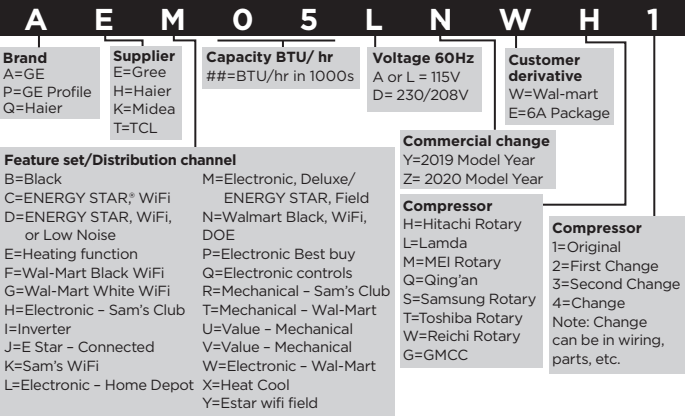 A E M 0 5 L N W H 1
Brand
A=GE
P=GE Profile
Q=Haier
Supplier
E=Gree
H=Haier
K=Midea
T=TCL
Capacity BTU/ hr
##=BTU/hr in 1000s
Voltage 60Hz
A or L = 115V
D= 230/208V
Customer
derivative
W=Wal-mart
E=6A Package
Commercial change
Y=2019 Model Year
Z= 2020 Model Year
Feature set/Distribution channel
B=Black
C=ENERGY STAR,® WiFi
D=ENERGY STAR, WiFi,
or Low Noise
E=Heating function
F=Wal-Mart Black WiFi
G=Wal-Mart White WiFi
H=Electronic – Sam's Club
I=Inverter
J=E Star – Connected
K=Sam's WiFi
L=Electronic – Home Depot
M=Electronic, Deluxe/
ENERGY STAR, Field
N=Walmart Black, WiFi,
DOE
P=Electronic Best buy
Q=Electronic controls
R=Mechanical – Sam's Club
T=Mechanical – Wal-Mart
U=Value – Mechanical
V=Value – Mechanical
W=Electronic – Wal-Mart
X=Heat Cool
Y=Estar wifi field
Compressor
H=Hitachi Rotary
L=Lamda
M=MEI Rotary
Q=Qing'an
S=Samsung Rotary
T=Toshiba Rotary
W=Reichi Rotary
G=GMCC
Compressor
1=Original
2=First Change
3=Second Change
4=Change
Note: Change
can be in wiring,
parts, etc.